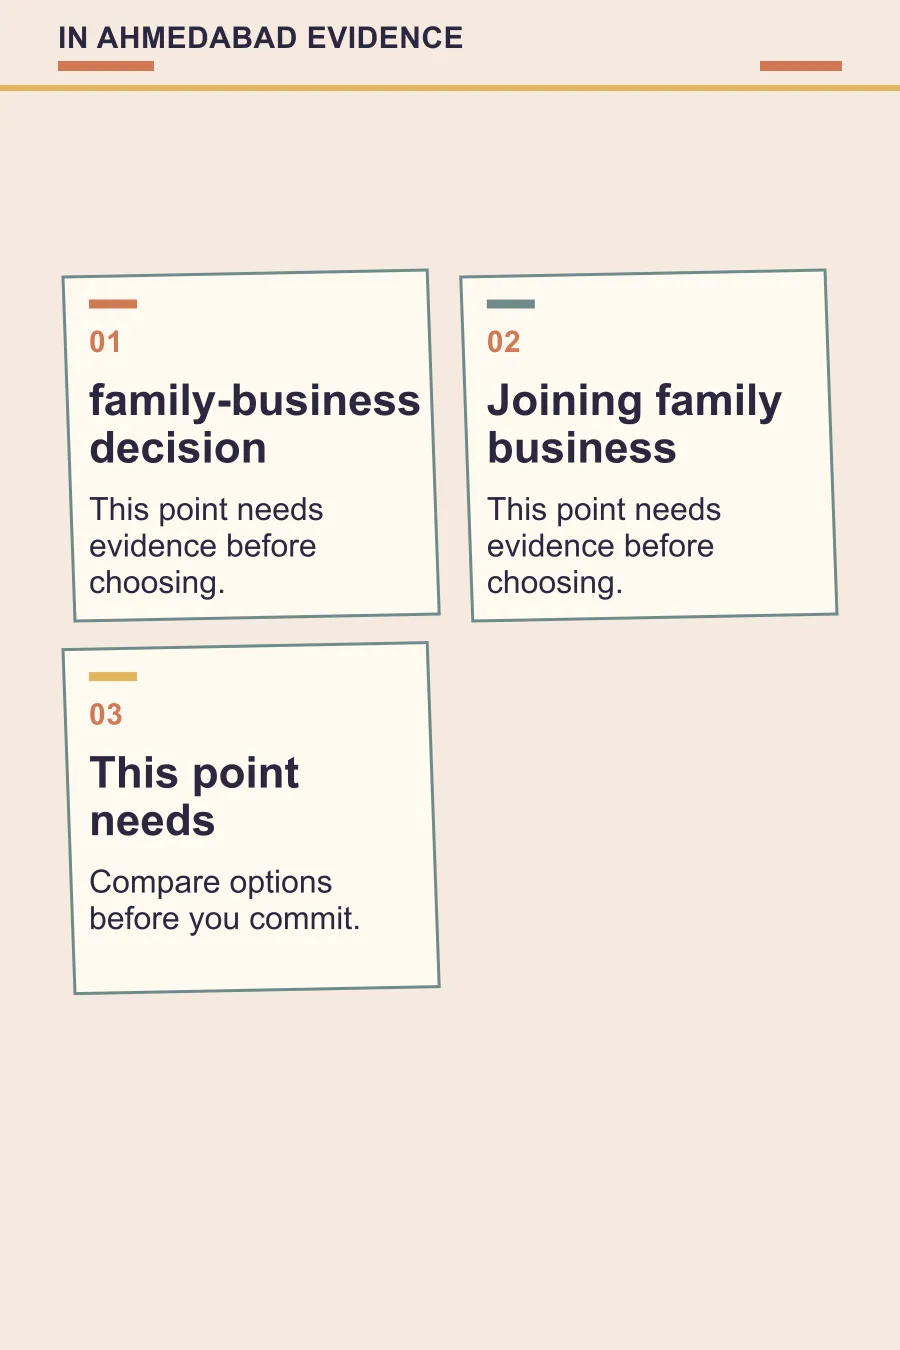 IN AHMEDABAD EVIDENCE
01
family-business
decision
This point needs
evidence before
choosing.
02
Joining family
business
This point needs
evidence before
choosing.
03
This point
needs
Compare options
before you commit.